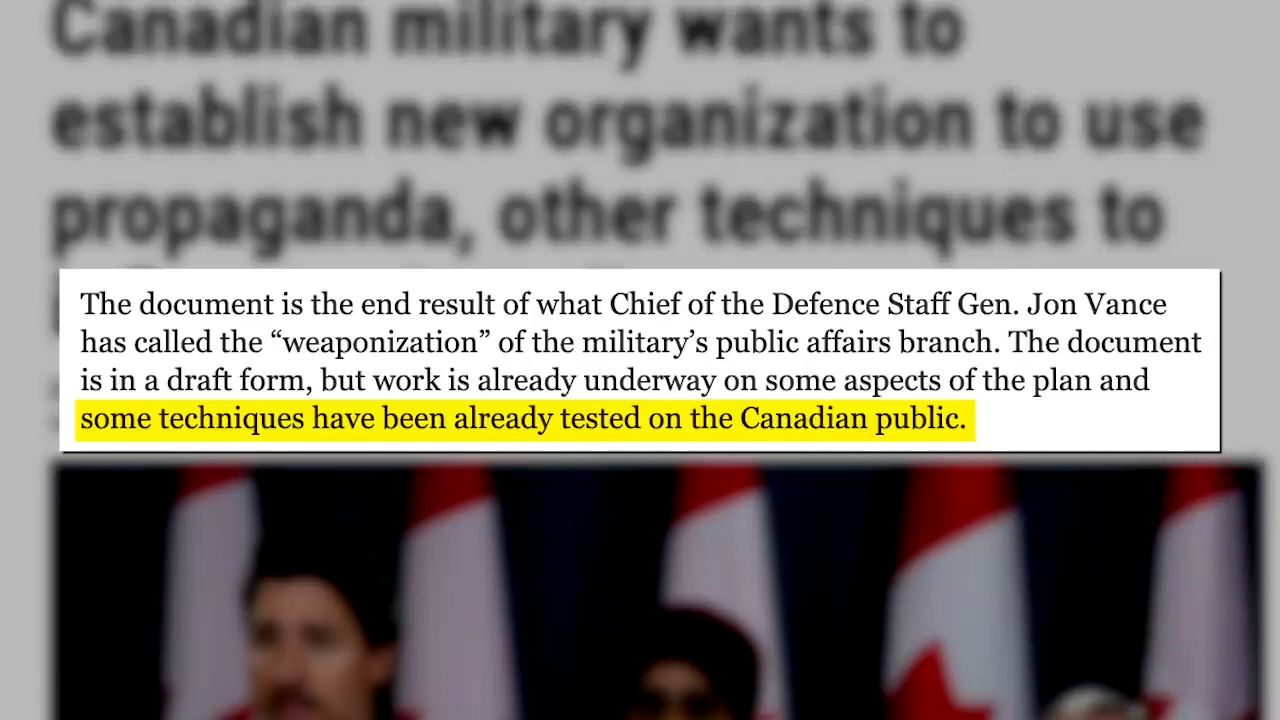 Canadian military wants to
establish new organization to use
propaganda, other techniques to
The document is the end result of what Chief of the Defence Staff Gen. Jon Vance
has called the “weaponization” of the military’s public affairs branch. The document
is in a draft form, but work is already underway on some aspects of the plan and
some techniques have been already tested on the Canadian public.